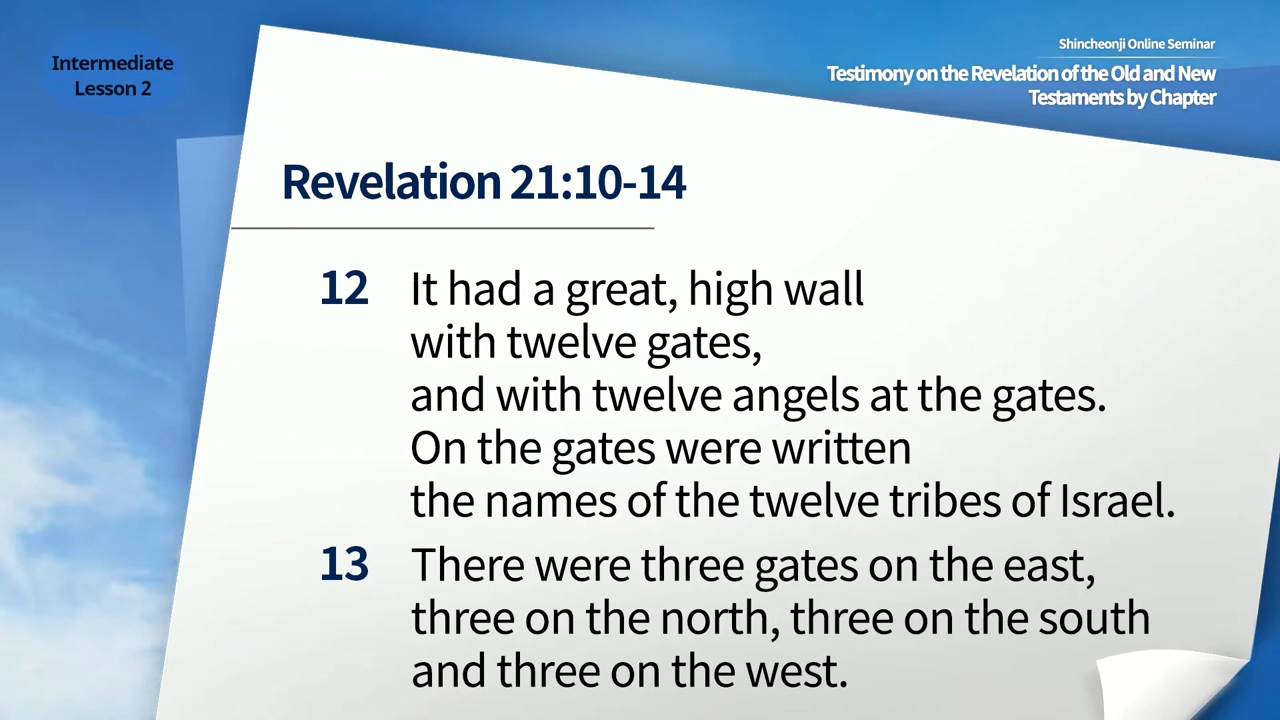 Intermediate
Lesson 2
Shincheonji Online Seminar
Testimony on the Revelation of the Old and New
Testaments by Chapter
Revelation 21:10-14
12 It had a great, high wall
with twelve gates,
and with twelve angels at the gates.
On the gates were written
the names of the twelve tribes of Israel.
13 There were three gates on the east,
three on the north, three on the south
and three on the west.